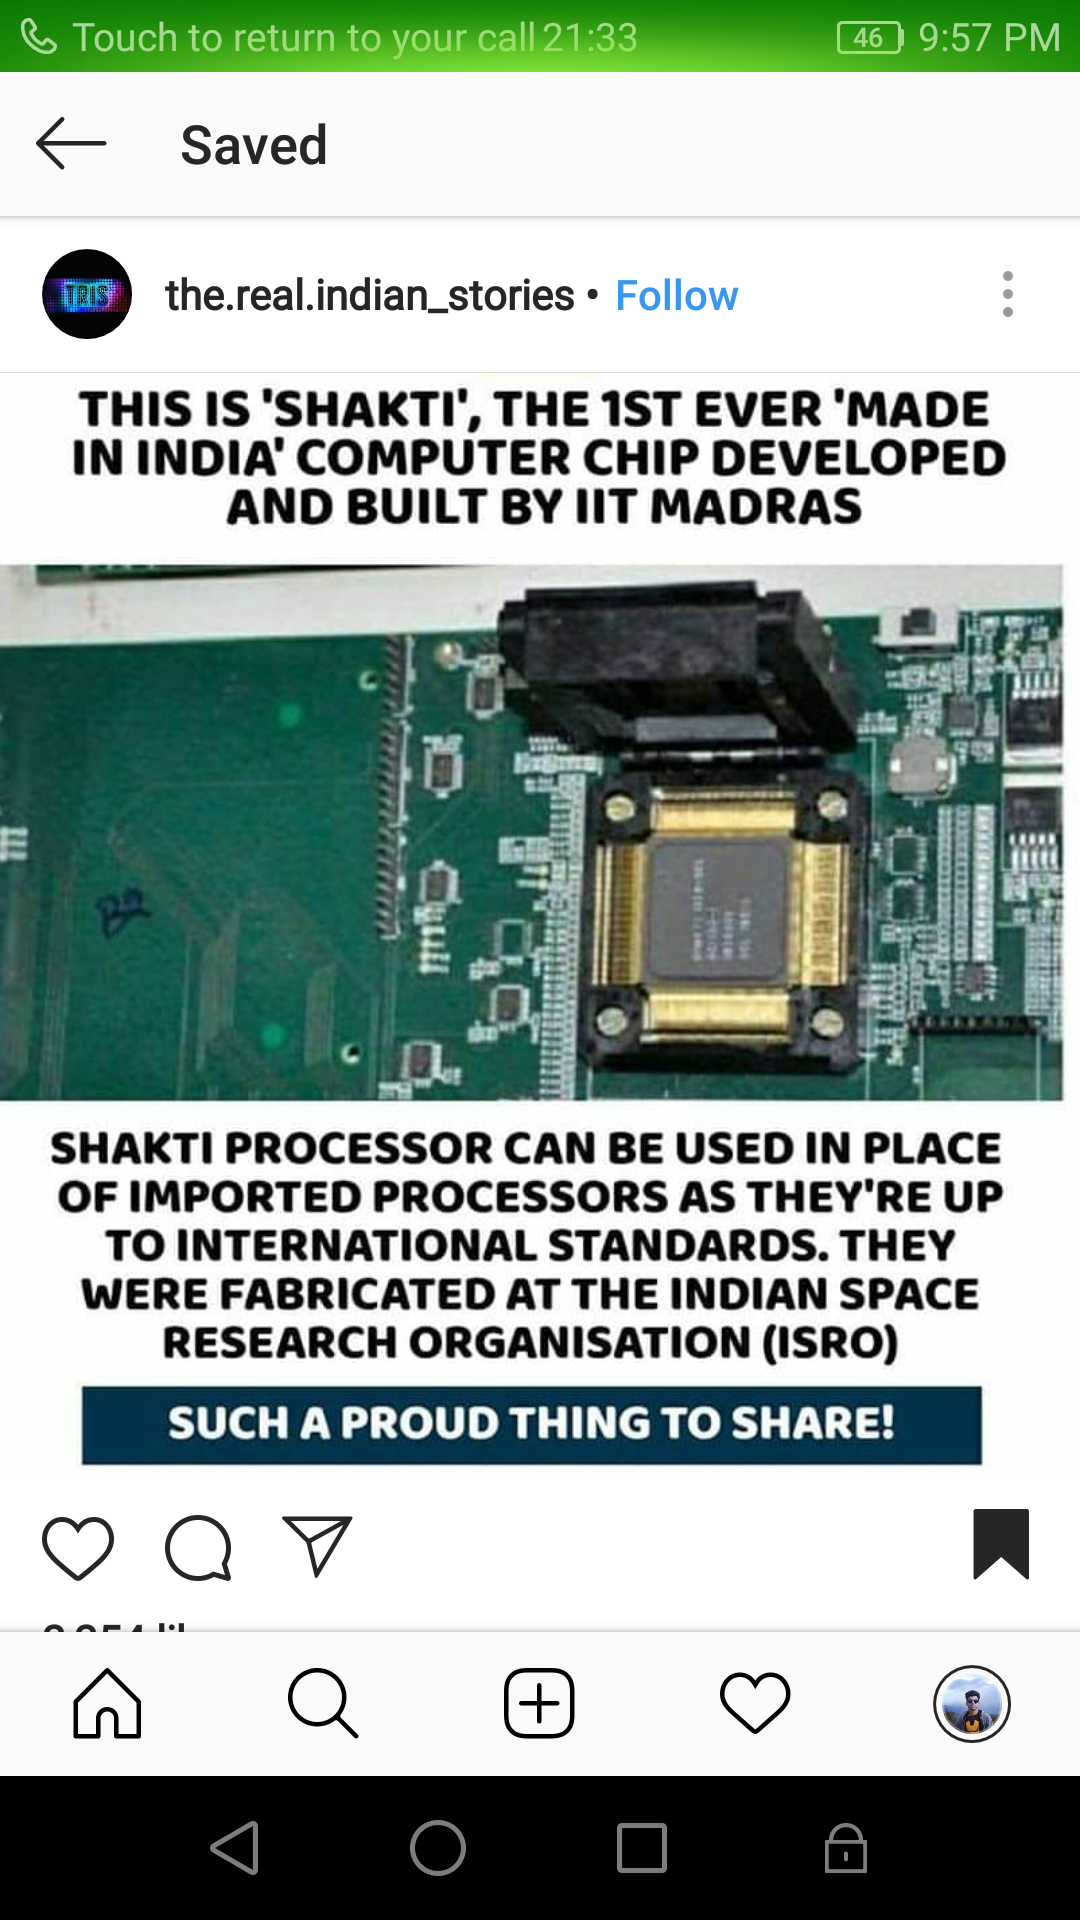 Touch to return to your call 21:33 46 9:57 PM
Saved
TRIS
the.real.indian_stories • Follow
THIS IS 'SHAKTI', THE 1ST EVER 'MADE
IN INDIA' COMPUTER CHIP DEVELOPED
AND BUILT BY IIT MADRAS
SHAKTI PROCESSOR CAN BE USED IN PLACE
OF IMPORTED PROCESSORS AS THEY'RE UP
TO INTERNATIONAL STANDARDS. THEY
WERE FABRICATED AT THE INDIAN SPACE
RESEARCH ORGANISATION (ISRO)
SUCH A PROUD THING TO SHARE!